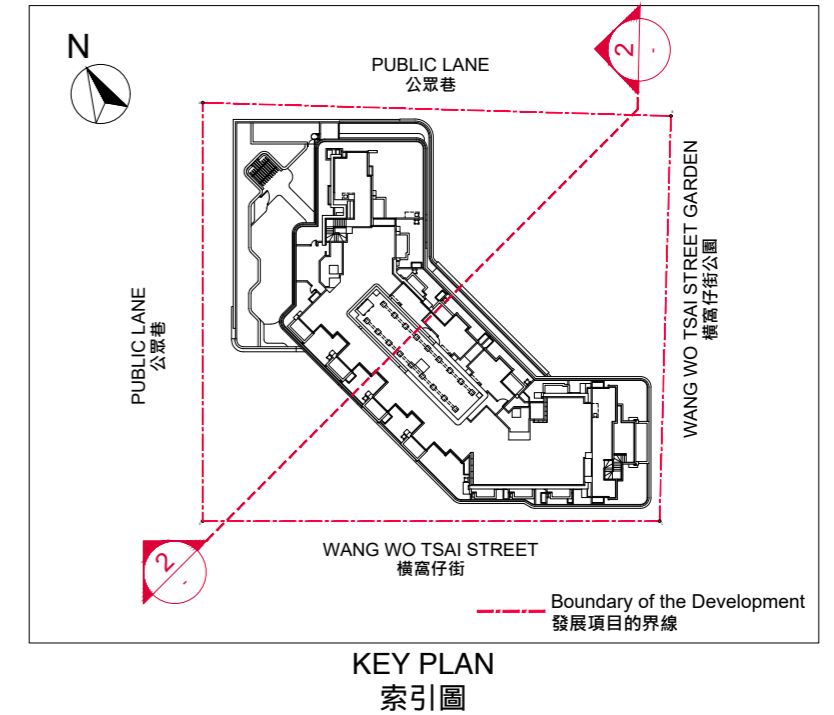 N
PUBLIC LANE
公眾巷
2
-
PUBLIC LANE
公眾巷
WANG WO TSAI STREET GARDEN
橫窩仔街公園
2
-
WANG WO TSAI STREET
橫窩仔街
Boundary of the Development
發展項目的界線
KEY PLAN
索引圖